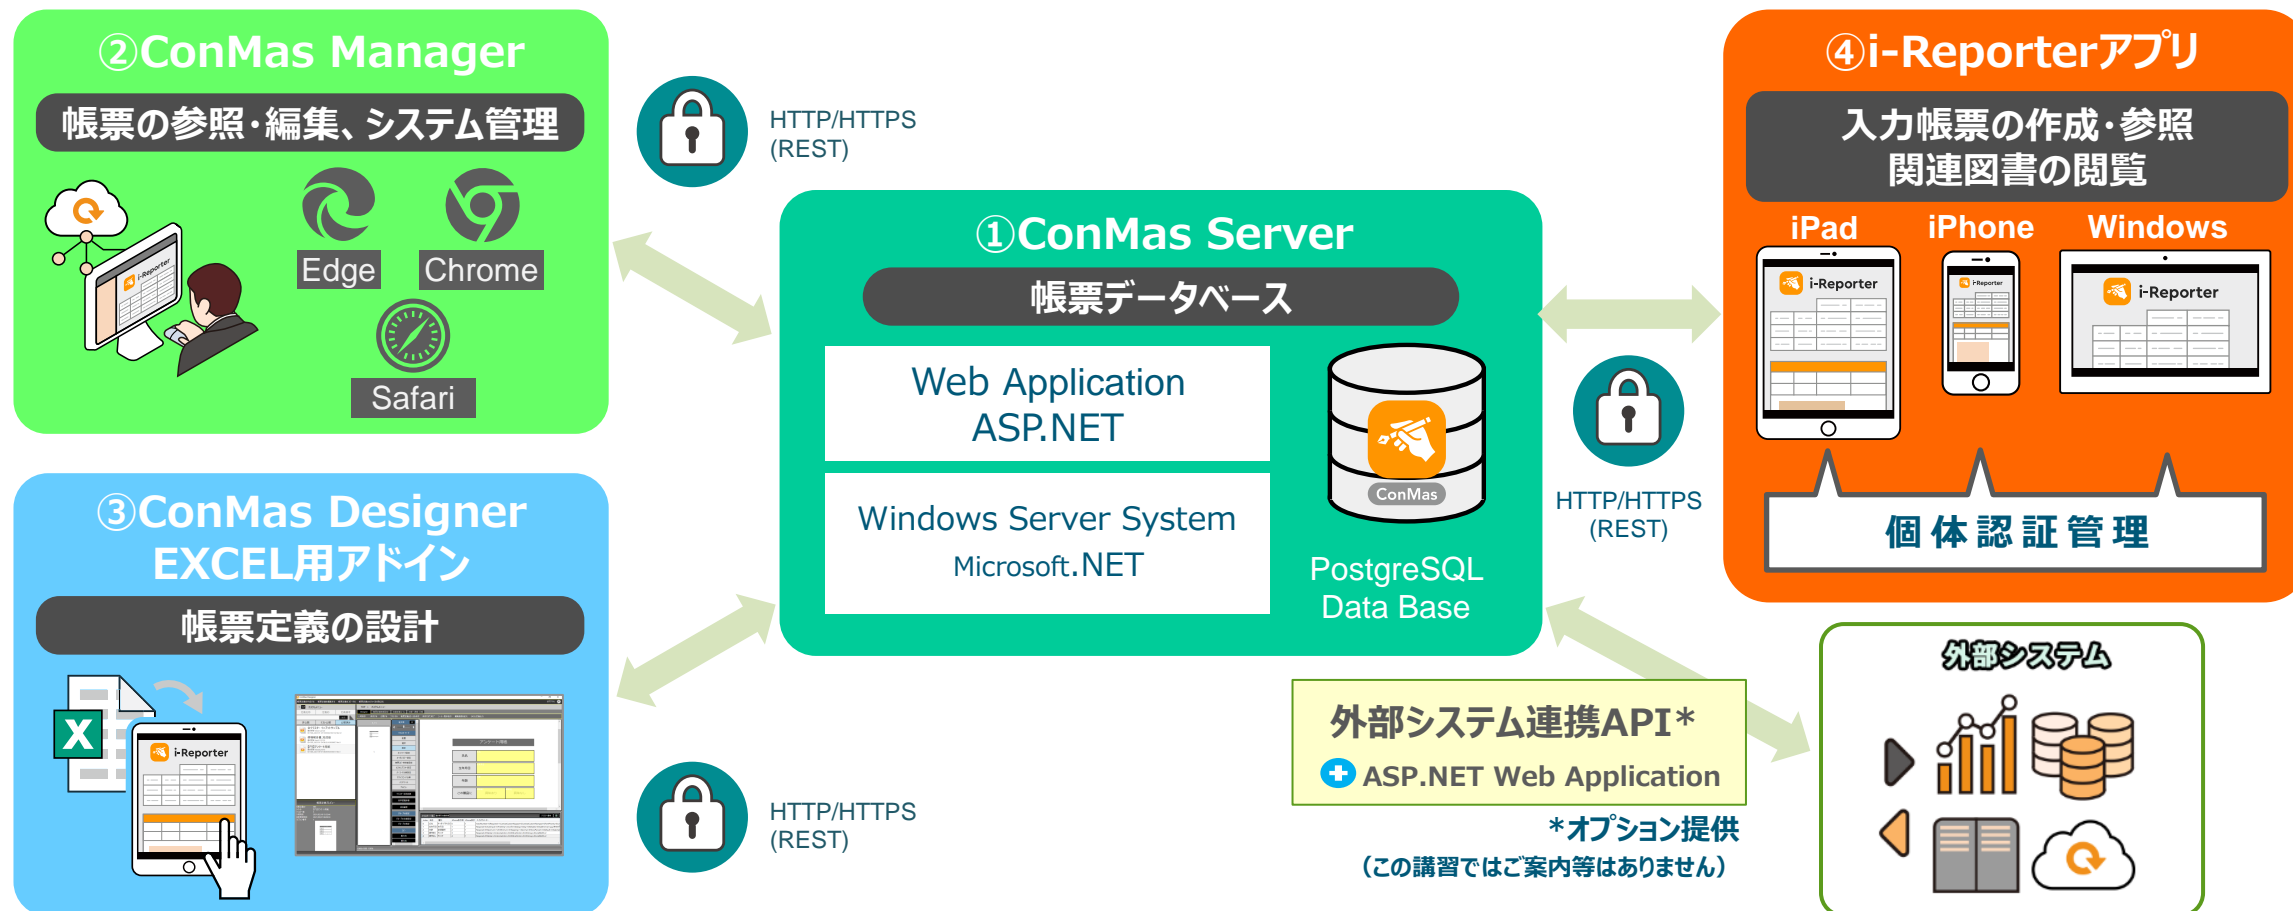 ②ConMas Manager
帳票の参照・編集、システム管理
Edge
Chrome
Safari
i-Reporter
HTTP/HTTPS
(REST)
①ConMas Server
帳票データベース
Web Application
ASP.NET
Windows Server System
Microsoft.NET
ConMas
PostgreSQL
Data Base
④i-Reporterアプリ
入力帳票の作成・参照
関連図書の閲覧
iPad
iPhone
Windows
i-Reporter
i-Reporter
i-Reporter
個体認証管理
HTTP/HTTPS
(REST)
③ConMas Designer
EXCEL用アドイン
帳票定義の設計
X
i-Reporter
HTTP/HTTPS
(REST)
外部システム連携API*
ASP.NET Web Application
*オプション提供
（この講習ではご案内等はありません）
外部システム